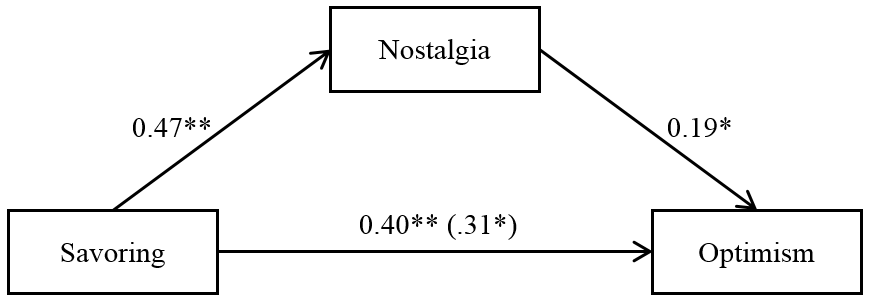 Nostalgia
0.47**
0.19*
0.40** (.31*)
Savoring
Optimism